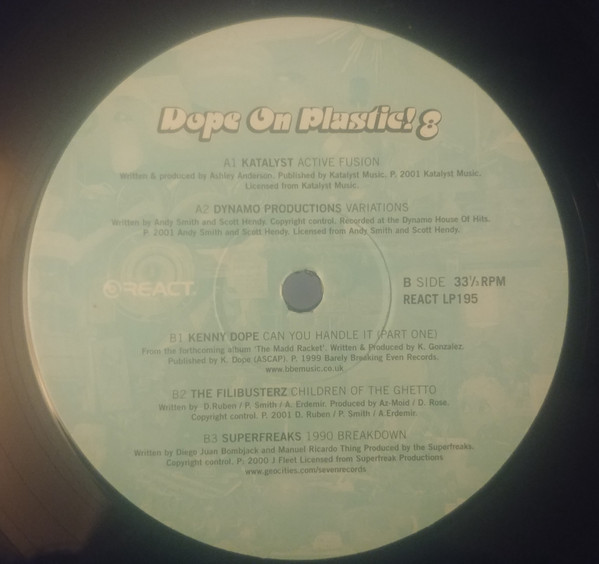 Dope On Plastic! 8
A1 KATALYST ACTIVE FUSION
Written & produced by Ashley Anderson. Published by Katalyst Music. P. 2001 Katalyst Music.
Licensed from Katalyst Music.
A2 DYNAMO PRODUCTIONS VARIATIONS
Written by Andy Smith and Scott Hendy. Copyright control. Recorded at the Dynamo House Of Hits.
P. 2001 Andy Smith and Scott Hendy. Licensed from Andy Smith and Scott Hendy.
REACT
B SIDE 33⅓RPM
REACT LP195
B1 KENNY DOPE CAN YOU HANDLE IT (PART ONE)
From the forthcoming album 'The Madd Racket'. Written & Produced by K. Gonzalez.
Published by K. Dope (ASCAP). P. 1999 Barely Breaking Even Records.
www.bbemusic.co.uk
B2 THE FILIBUSTERZ CHILDREN OF THE GHETTO
Written by D.Ruben / P. Smith / A. Erdemir. Produced by Az-Moid / D. Rose.
Copyright control. P. 2001 D. Ruben / P. Smith / A.Erdemir.
B3 SUPERFREAKS 1990 BREAKDOWN
Written by Diego Juan Bombjack and Manuel Ricardo Thing Produced by the Superfreaks.
Copyright control. P. 2000 J.Fleet Licensed from Superfreak Productions
www.geocities.com/sevenrecords